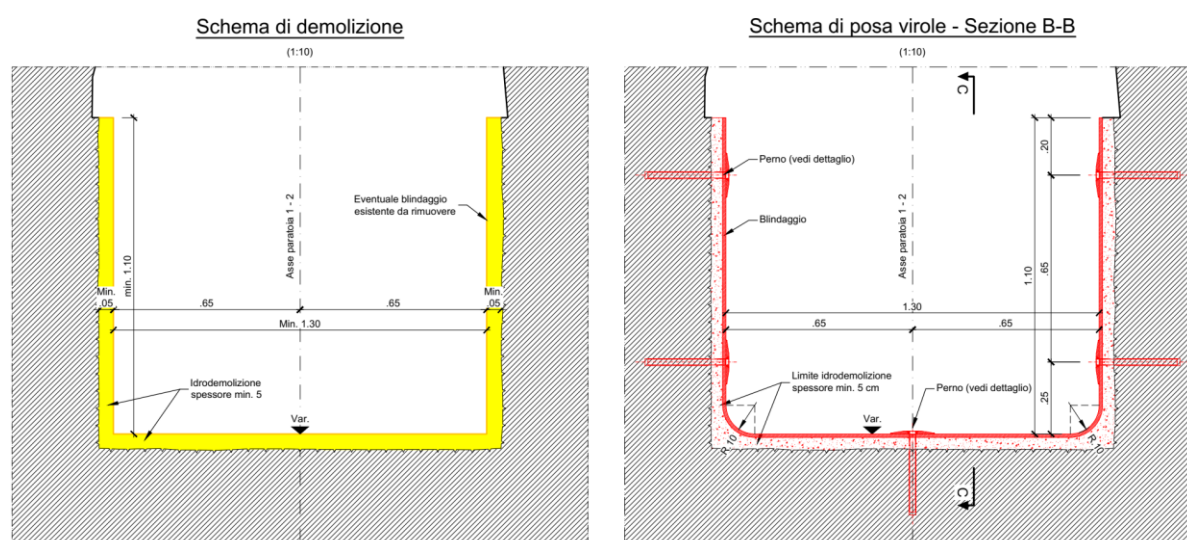 Schema di demolizione
(1:10)
Asse paratoia 1 - 2
Eventuale blindaggio
esistente da rimuovere
min. 1.10
Min.
.05
.65
.65
Min.
.05
Min. 1.30
Idrodemolizione
spessore min. 5
Var.
Schema di posa virole - Sezione B-B
(1:10)
C
Perno (vedi dettaglio)
.20
Asse paratoia 1 - 2
Blindaggio
1.10
.65
1.30
.65
.65
Limite idrodemolizione
spessore min. 5 cm
Perno (vedi dettaglio)
.25
Var.
R 10
R 10
C